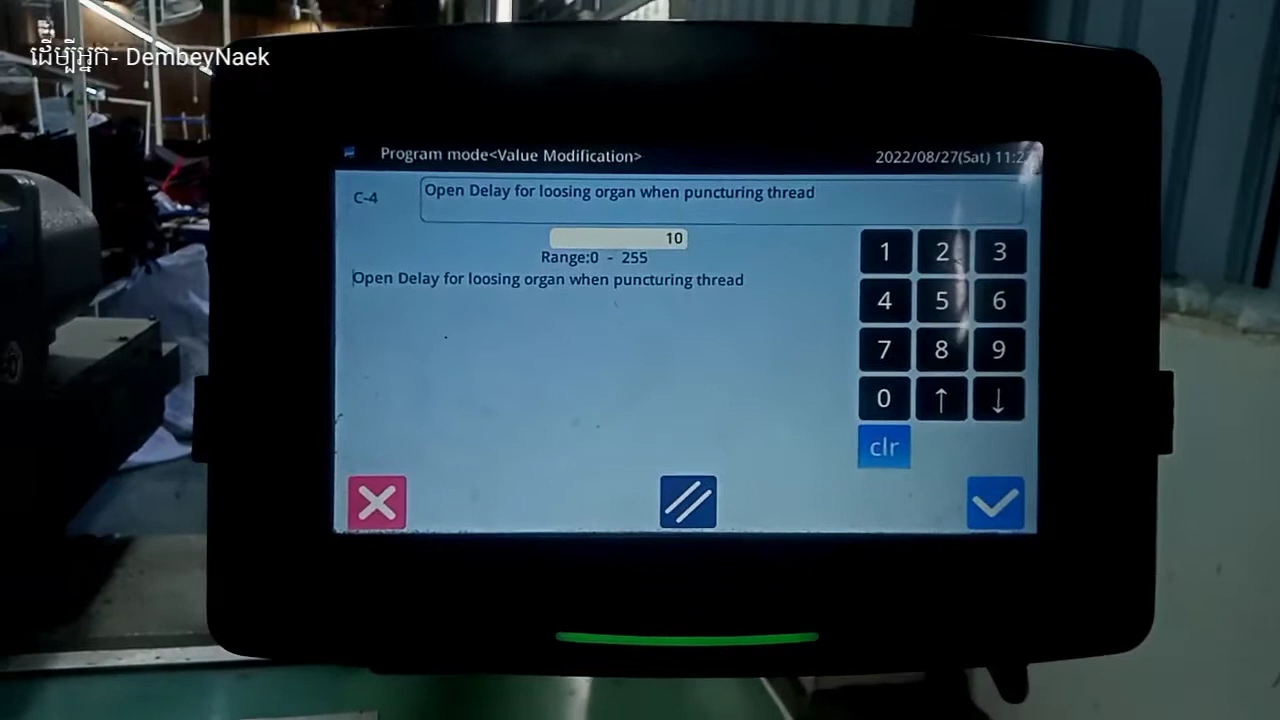 ដើម្បីអ្នក- DembeyNaek
Program mode<Value Modification>
2022/08/27(Sat) 11:2
C-4
Open Delay for loosing organ when puncturing thread
10
Range:0 - 255
Open Delay for loosing organ when puncturing thread
1 2 3
4 5 6
7 8 9
0 ↑ ↓
clr